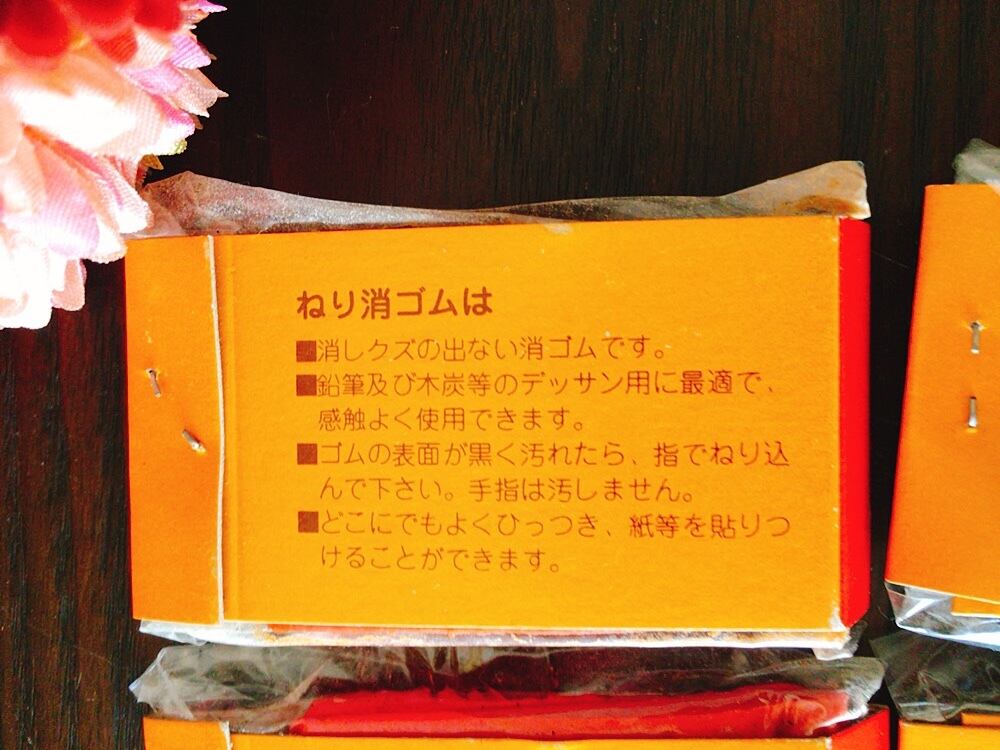 ねり消ゴムは
■消しクズの出ない消ゴムです。
■鉛筆及び木炭等のデッサン用に最適で、
感触よく使用できます。
■ゴムの表面が黒く汚れたら、指でねり込
んで下さい。手指は汚しません。
■どこにでもよくひっつき、紙等を貼りつ
けることができます。